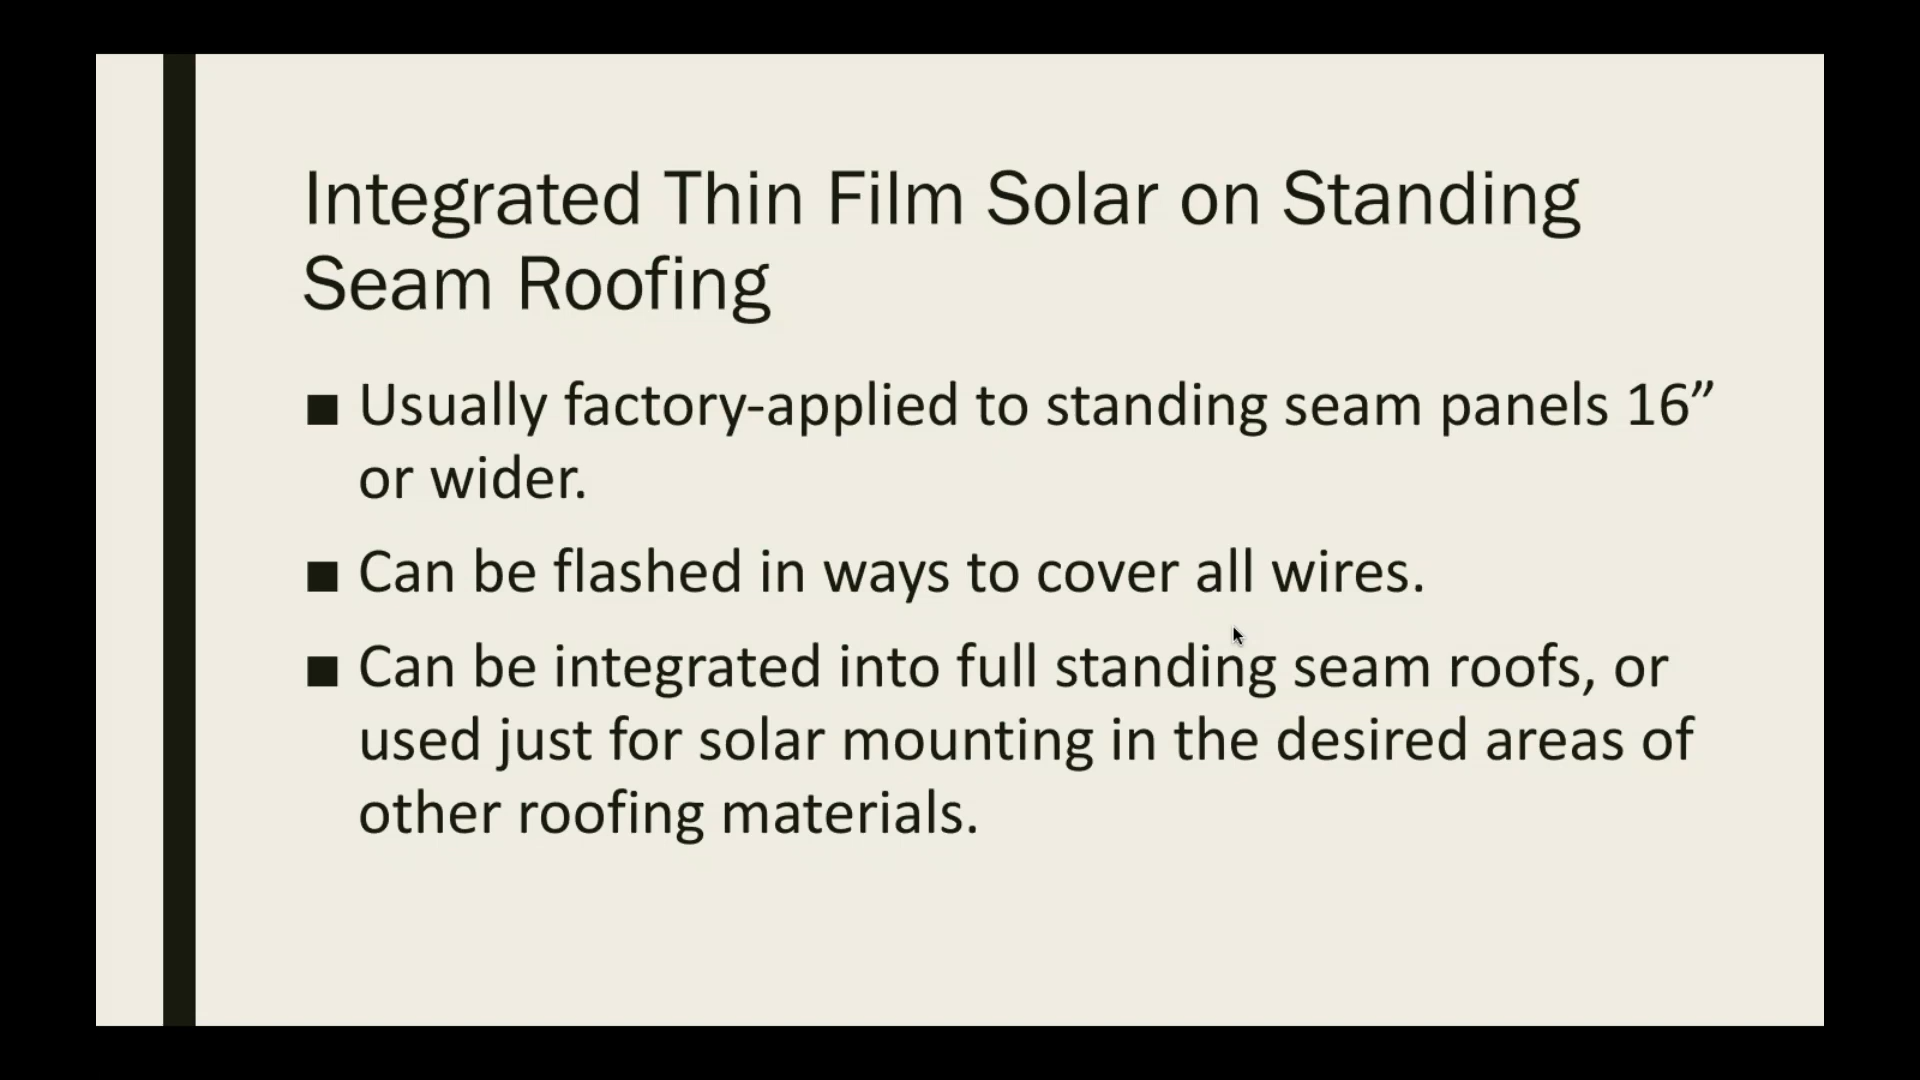 Integrated Thin Film Solar on Standing
Seam Roofing
■ Usually factory-applied to standing seam panels 16”
or wider.
■ Can be flashed in ways to cover all wires.
■ Can be integrated into full standing seam roofs, or
used just for solar mounting in the desired areas of
other roofing materials.